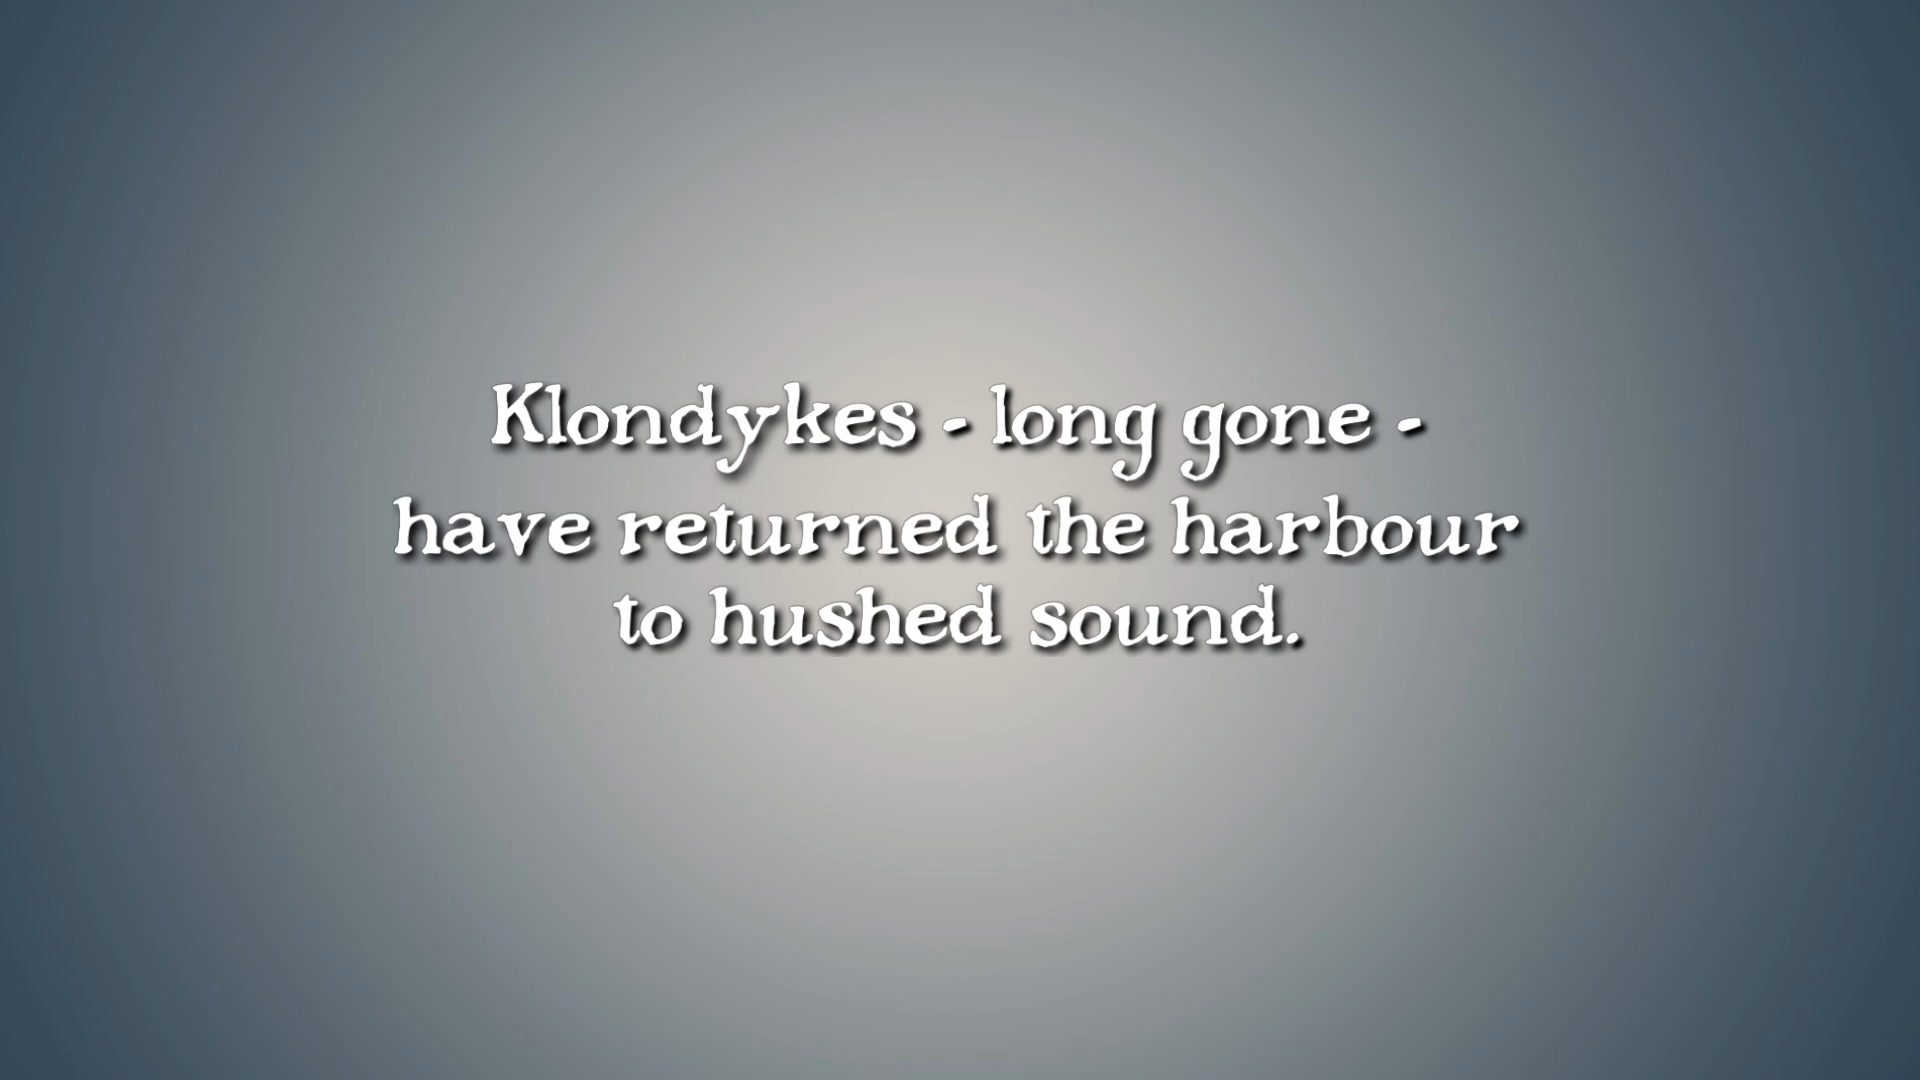 Klondykes - long gone -
have returned the harbour
to hushed sound.